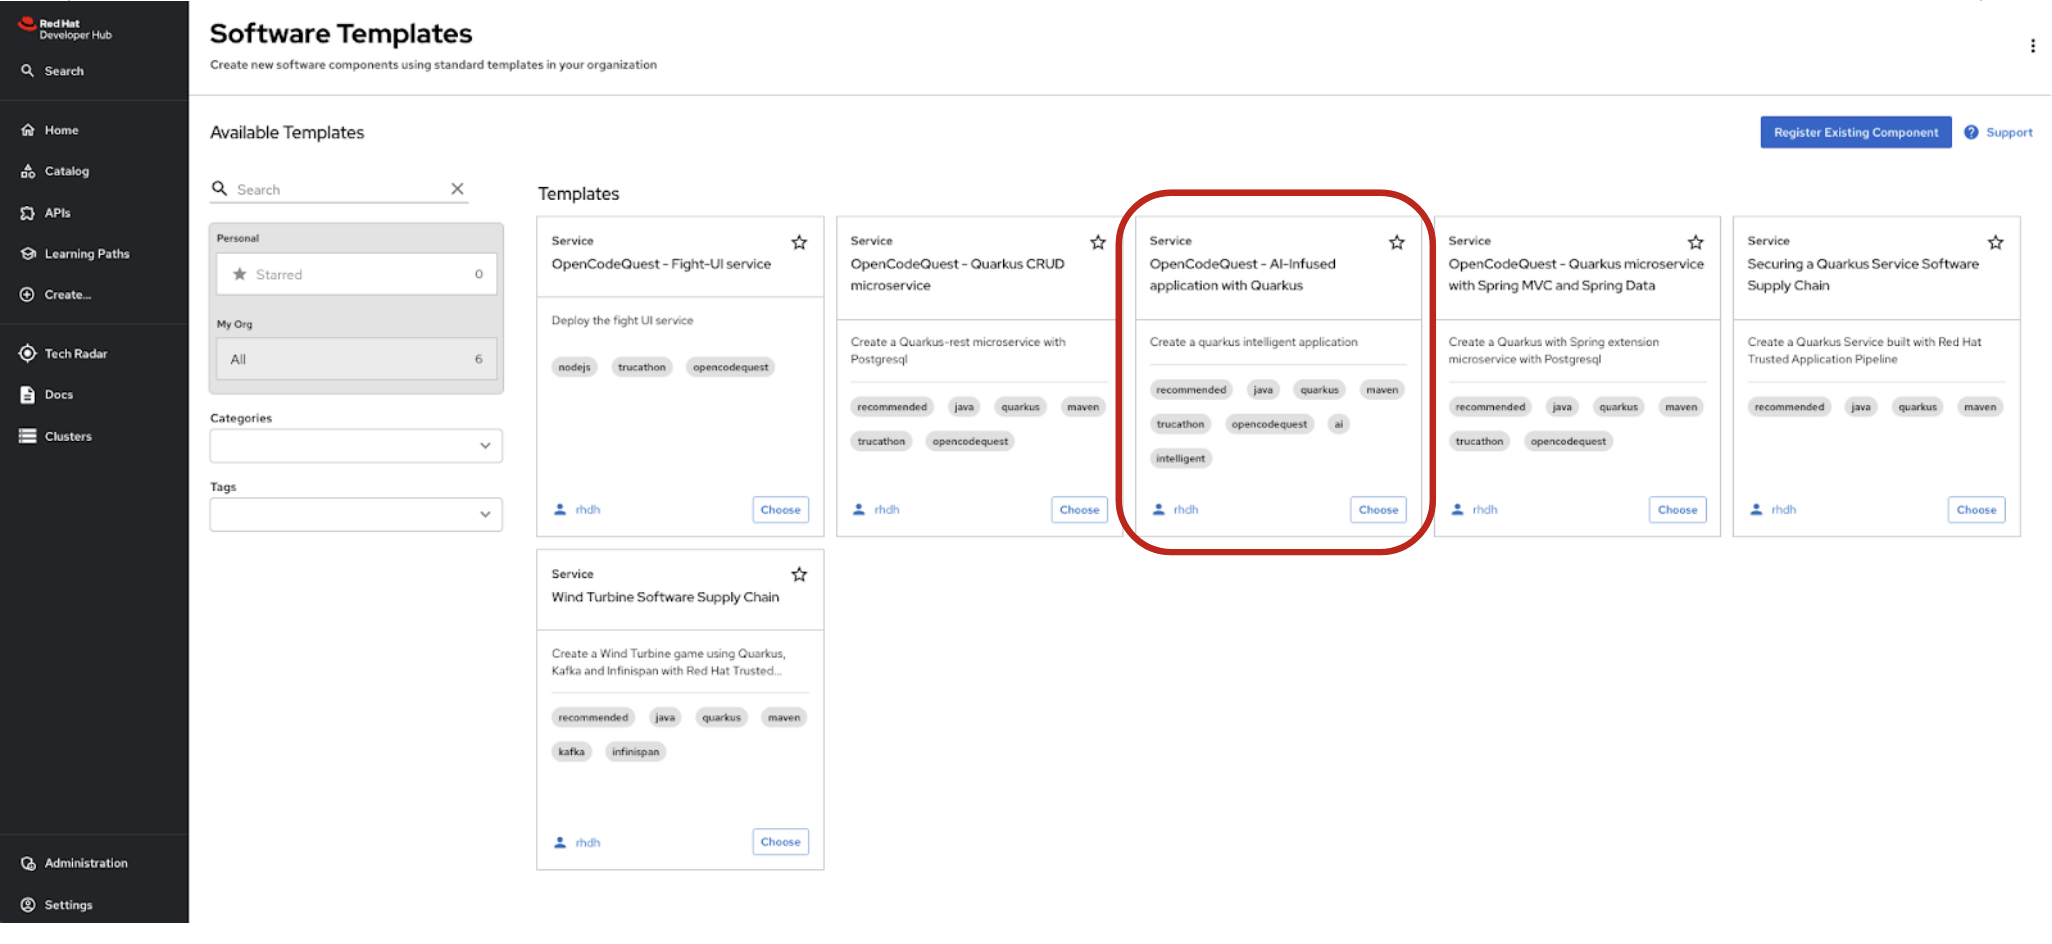 Red Hat
Developer Hub
Search
Home
Catalog
APIs
Learning Paths
Create...
Tech Radar
Docs
Clusters
Administration
Settings
Software Templates
Create new software components using standard templates in your organization
Available Templates
Register Existing Component
Support
Search
Personal
Starred 0
My Org
All 6
Categories
Tags
Templates
Service
OpenCodeQuest - Fight-UI service
Deploy the fight UI service
nodejs trucathon opencodequest
rhdh Choose
Service
OpenCodeQuest - Quarkus CRUD
microservice
Create a Quarkus-rest microservice with
Postgresql
recommended java quarkus maven
trucathon opencodequest
rhdh Choose
Service
OpenCodeQuest - AI-Infused
application with Quarkus
Create a quarkus intelligent application
recommended java quarkus maven
trucathon opencodequest ai
intelligent
rhdh Choose
Service
OpenCodeQuest - Quarkus microservice
with Spring MVC and Spring Data
Create a Quarkus with Spring extension
microservice with Postgresql
recommended java quarkus maven
trucathon opencodequest
rhdh Choose
Service
Securing a Quarkus Service Software
Supply Chain
Create a Quarkus Service built with Red Hat
Trusted Application Pipeline
recommended java quarkus maven
rhdh Choose
Service
Wind Turbine Software Supply Chain
Create a Wind Turbine game using Quarkus,
Kafka and Infinispan with Red Hat Trusted...
recommended java quarkus maven
kafka infinispan
rhdh Choose